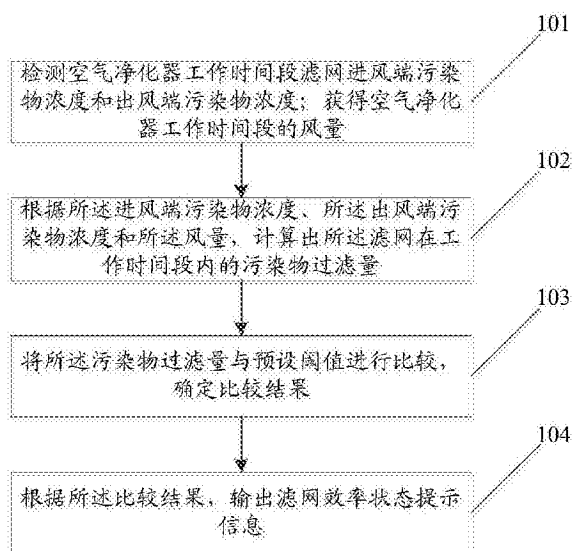 101
检测空气净化器工作时间段滤网进风端污染
物浓度和出风端污染物浓度；获得空气净化
器工作时间段的风量
102
根据所述进风端污染物浓度、所述出风端污
染物浓度和所述风量，计算出所述滤网在工
作时间段内的污染物过滤量
103
将所述污染物过滤量与预设阈值进行比较，
确定比较结果
104
根据所述比较结果，输出滤网效率状态提示
信息